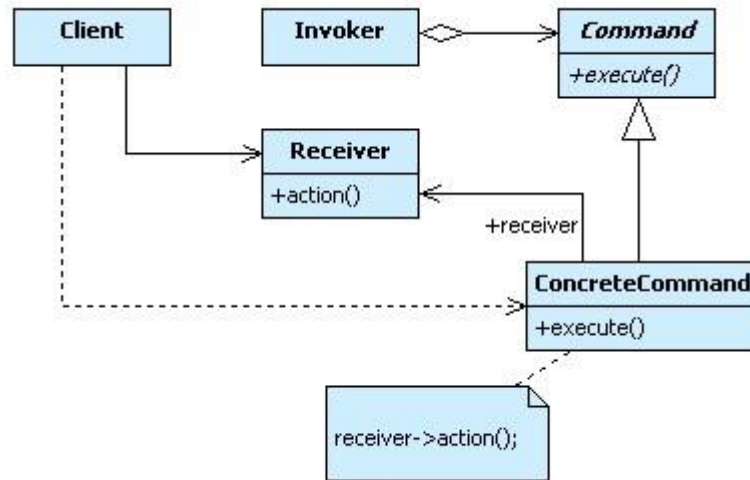 Client
Invoker
Command
+execute()
Receiver
+action()
+receiver
ConcreteCommand
+execute()
receiver->action();